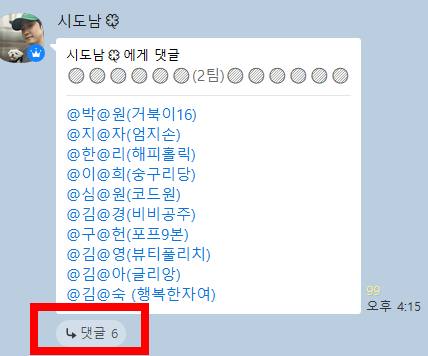 시도남
시도남 에게 댓글
(2팀)
@박@원(거북이16)
@지@자(엄지손)
@한@리(해피홀릭)
@이@희(숭구리당)
@심@원(코드원)
@김@경(비비공주)
@구@헌(포프9본)
@김@영(뷰티풀리치)
@김@아(글리앙)
@김@숙 (행복한자여)
99
오후 4:15
댓글 6